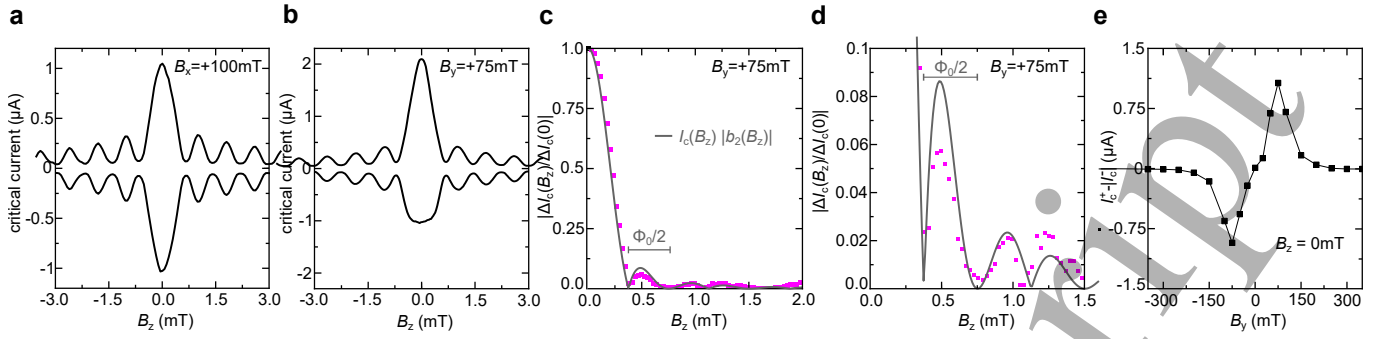 a
critical current (μA)
1
0.5
0
-0.5
-1
-3.0 -1.5 0.0 1.5 3.0
B_z (mT)
B_x=+100mT
b
critical current (μA)
2
1
0
-1
-2
-3.0 -1.5 0.0 1.5 3.0
B_z (mT)
B_y=+75mT
c
|ΔI_c(B_z)/ΔI_c(0)|
1.0
0.75
0.5
0.25
0.0
0.0 0.5 1.0 1.5 2.0
B_z (mT)
B_y=+75mT
I_c(B_z) |b_2(B_z)|
Φ_0/2
d
|ΔI_c(B_z)/ΔI_c(0)|
0.1
0.08
0.06
0.04
0.02
0.0
0.0 0.5 1.0 1.5
B_z (mT)
Φ_0/2
B_y=+75mT
e
I_c^+-|I_c^-| (μA)
1.5
0.75
0
-0.75
-1.5
-300 -150 0 150 300
B_y (mT)
B_z = 0mT
ript